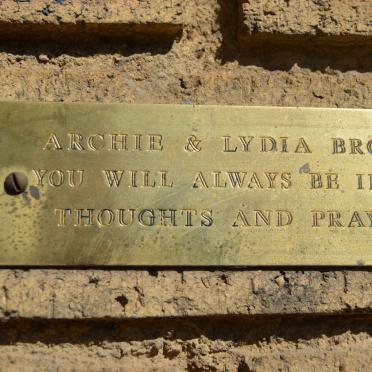 ARCHIE & LYDIA BRO
YOU WILL ALWAYS BE I
THOUGHTS AND PRAY